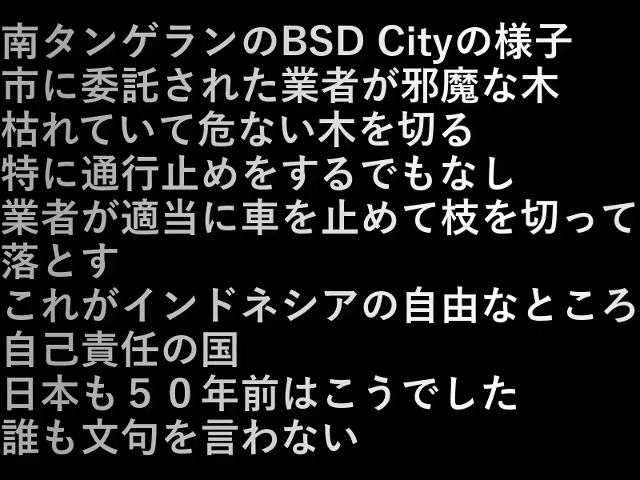 南タンゲランのBSD Cityの様子
市に委託された業者が邪魔な木
枯れていて危ない木を切る
特に通行止めをするでもなし
業者が適当に車を止めて枝を切って
落とす
これがインドネシアの自由なところ
自己責任の国
日本も５０年前はこうでした
誰も文句を言わない